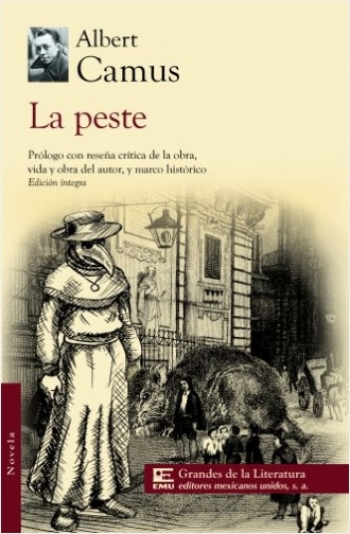 Albert
Camus
La peste
Prólogo con reseña crítica de la obra,
vida y obra del autor, y marco histórico
Edición íntegra
Novela
EMU
Grandes de la Literatura
editores mexicanos unidos, s. a.